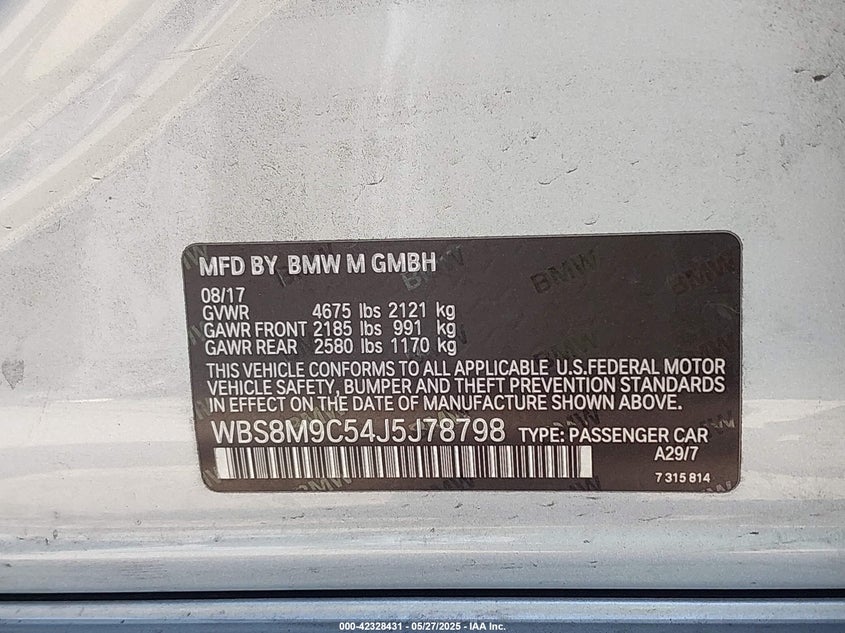 MFD BY BMW M GMBH
08/17
GVWR 4675 lbs 2121 kg
GAWR FRONT 2185 lbs 991 kg
GAWR REAR 2580 lbs 1170 kg
THIS VEHICLE CONFORMS TO ALL APPLICABLE U.S.FEDERAL MOTOR
VEHICLE SAFETY, BUMPER AND THEFT PREVENTION STANDARDS
IN EFFECT ON THE DATE OF MANUFACTURE SHOWN ABOVE.
WBS8M9C54J5J78798 TYPE: PASSENGER CAR
A29/7
7 315 814
000-42328431 - 05/27/2025 - IAA Inc.